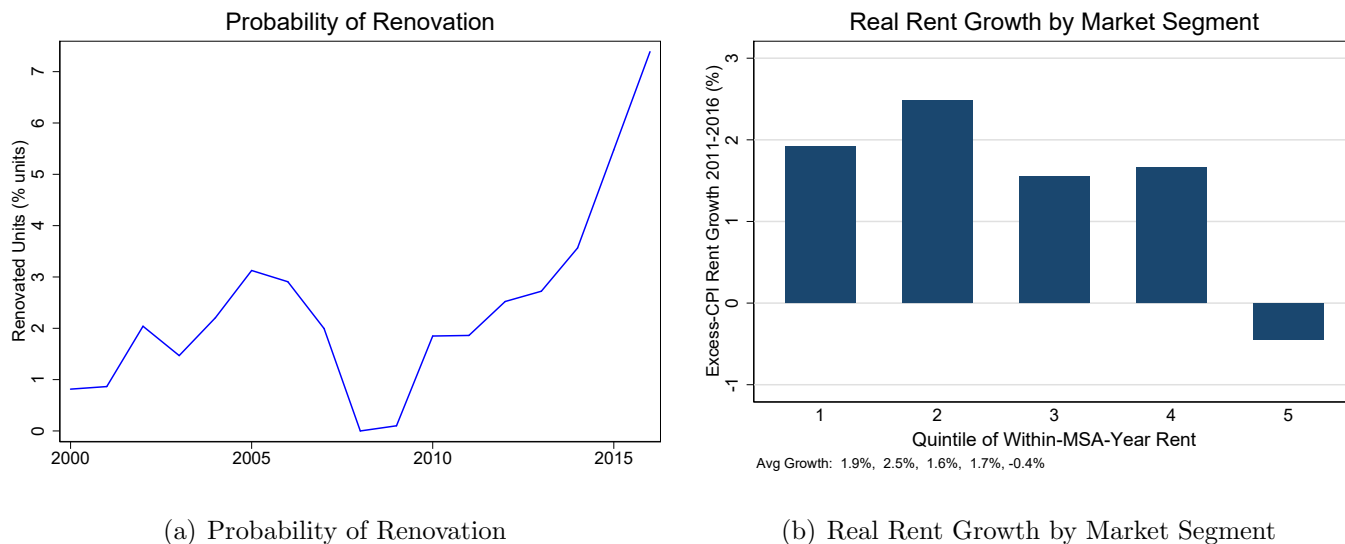 Probability of Renovation
Renovated Units (% units)
7
6
5
4
3
2
1
0
2000 2005 2010 2015
Real Rent Growth by Market Segment
Excess-CPI Rent Growth 2011-2016 (%)
3
2
1
0
-1
1 2 3 4 5
Quintile of Within-MSA-Year Rent
Avg Growth: 1.9%, 2.5%, 1.6%, 1.7%, -0.4%
(a) Probability of Renovation
(b) Real Rent Growth by Market Segment